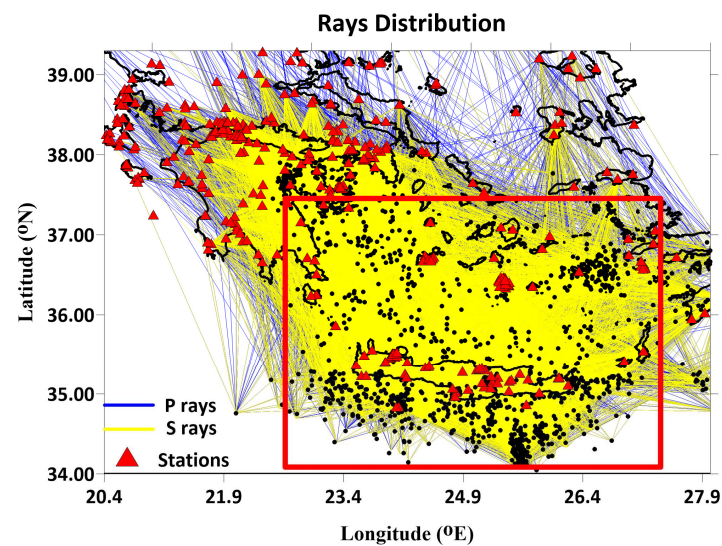 Rays Distribution
39.00
38.00
37.00
36.00
35.00
34.00
Latitude (ºN)
P rays
S rays
Stations
20.4 21.9 23.4 24.9 26.4 27.9
Longitude (ºE)